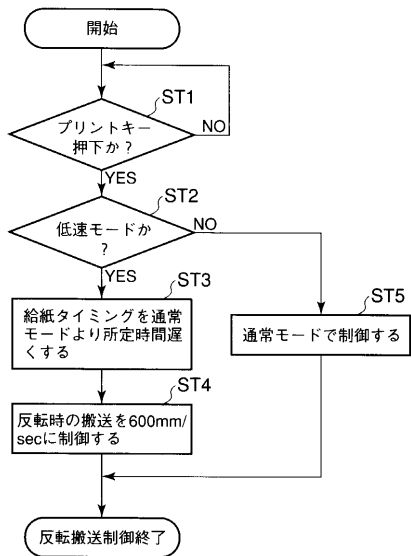 開始
ST1
プリントキー
押下か?
NO
YES
ST2
低速モードか
?
NO
YES
ST3
給紙タイミングを通常
モードより所定時間遅
くする
ST5
通常モードで制御する
ST4
反転時の搬送を600mm/
secに制御する
反転搬送制御終了